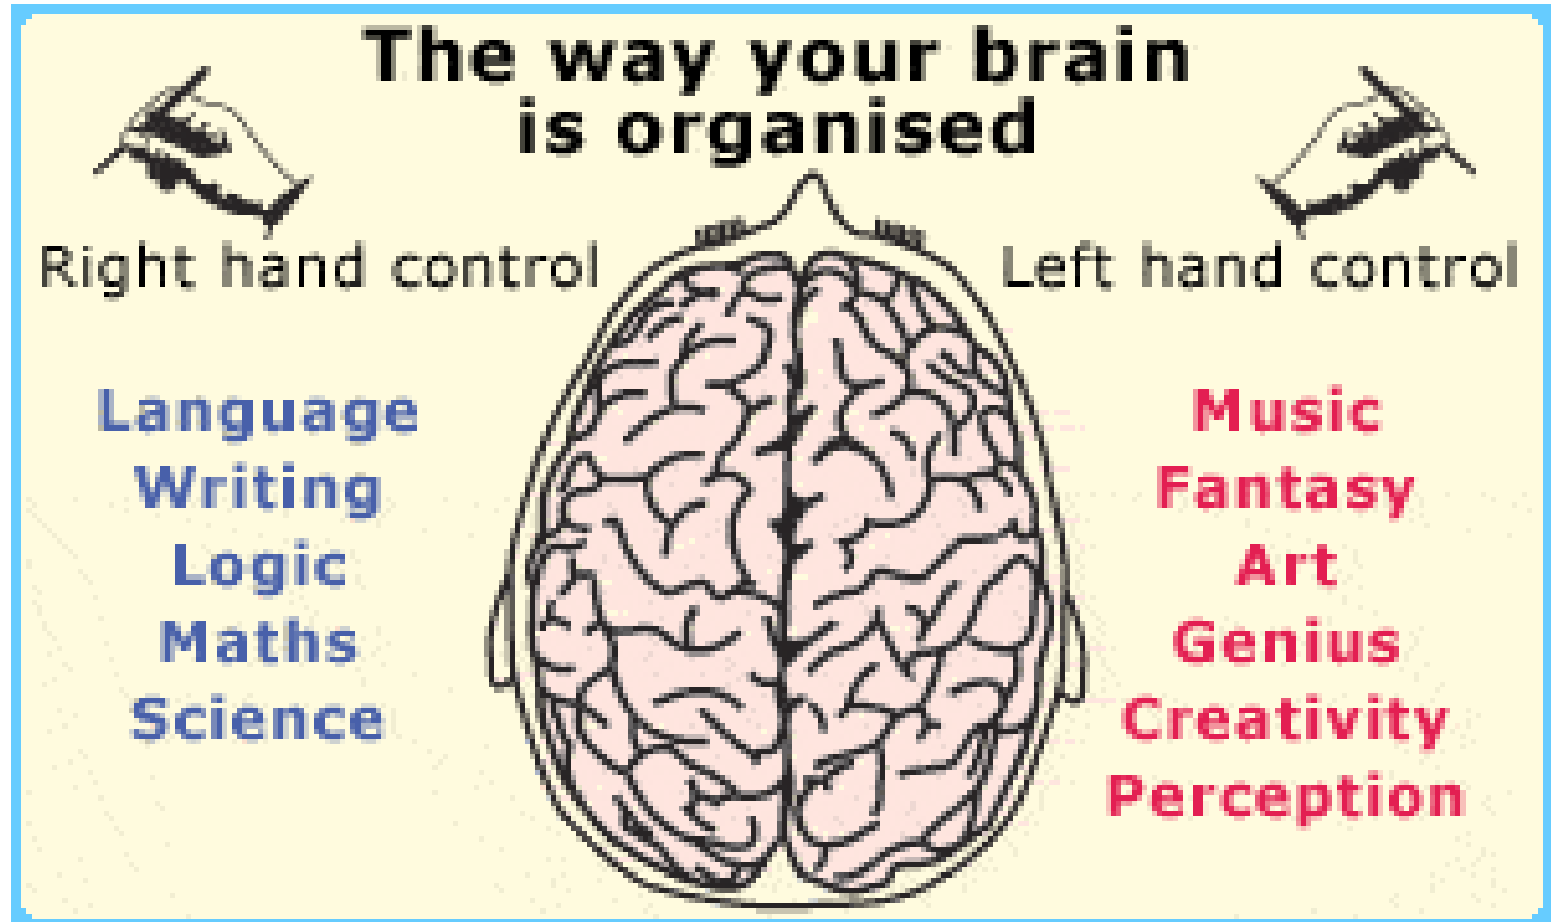 The way your brain
is organised
Right hand control
Left hand control
Language
Writing
Logic
Maths
Science
Music
Fantasy
Art
Genius
Creativity
Perception